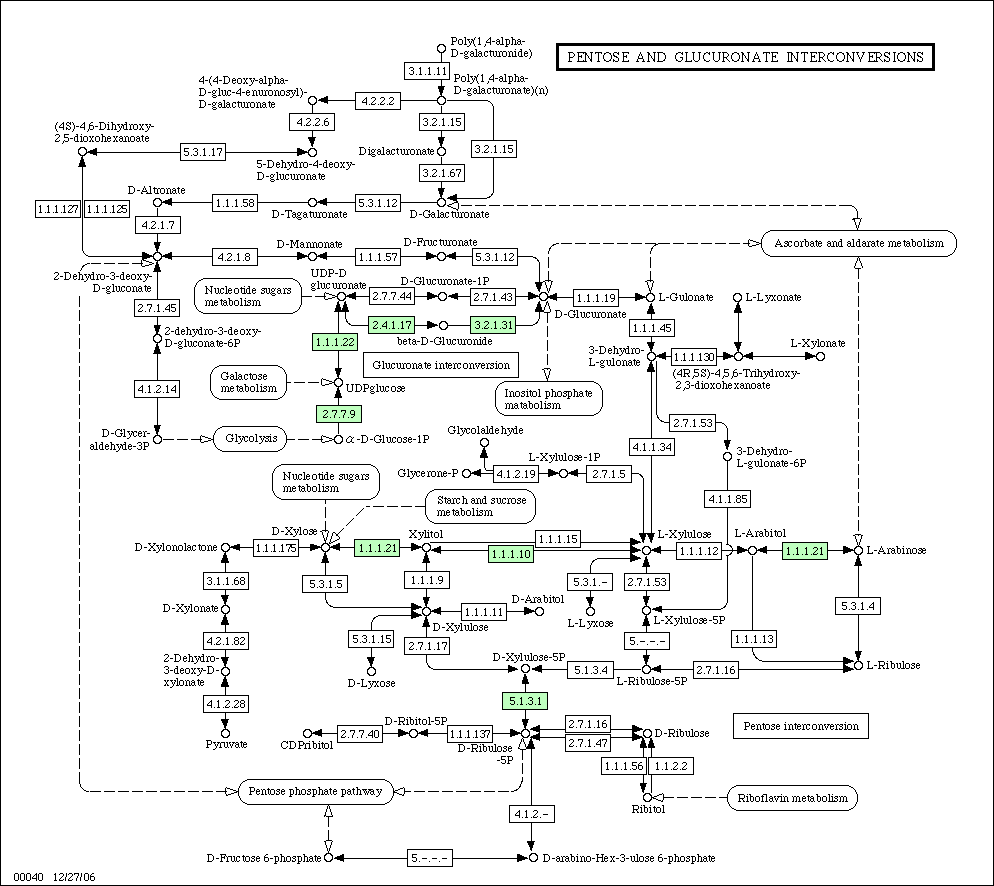 Poly(1,4-alpha-
D-galacturonide)
PENTOSE AND GLUCURONATE INTERCONVERSIONS
3.1.1.11
4-(4-Deoxy-alpha-
D-gluc-4-enuronosyl)-
D-galacturonate
Poly(1,4-alpha-
D-galacturonate)(n)
4.2.2.2
4.2.2.6
3.2.1.15
(4S)-4,6-Dihydroxy-
2,5-dioxohexanoate
5.3.1.17
Digalacturonate
3.2.1.15
5-Dehydro-4-deoxy-
D-glucuronate
3.2.1.67
D-Altronate
1.1.1.127
1.1.1.125
1.1.1.58
D-Tagaturonate
5.3.1.12
D-Galacturonate
4.2.1.7
Ascorbate and aldarate metabolism
D-Mannonate
D-Fructuronate
4.2.1.8
1.1.1.57
5.3.1.12
2-Dehydro-3-deoxy-
D-gluconate
UDP-D
glucuronate
D-Glucuronate-1P
Nucleotide sugars
metabolism
2.7.7.44
2.7.1.43
1.1.1.19
L-Gulonate
L-Lyxonate
D-Glucuronate
2.7.1.45
2.4.1.17
3.2.1.31
beta-D-Glucuronide
1.1.1.45
2-dehydro-3-deoxy-
D-gluconate-6P
1.1.1.22
Glucuronate interconversion
3-Dehydro-
L-gulonate
1.1.1.130
L-Xylonate
(4R,5S)-4,5,6-Trihydroxy-
2,3-dioxohexanoate
Galactose
metabolism
UDPglucose
Inositol phosphate
matabolism
4.1.2.14
2.7.7.9
2.7.1.53
D-Glycer-
aldehyde-3P
Glycolysis
α-D-Glucose-1P
Glycolaldehyde
4.1.1.34
3-Dehydro-
L-gulonate-6P
L-Xylulose-1P
Glycerone-P
4.1.2.19
2.7.1.5
Nucleotide sugars
metabolism
Starch and sucrose
metabolism
4.1.1.85
D-Xylose
Xylitol
1.1.1.15
L-Xylulose
L-Arabitol
D-Xylonolactone
1.1.1.175
1.1.1.21
1.1.1.10
1.1.1.12
1.1.1.21
L-Arabinose
3.1.1.68
5.3.1.5
1.1.1.9
5.3.1.-
2.7.1.53
D-Xylonate
D-Arabitol
1.1.1.11
D-Xylulose
L-Lyxose
L-Xylulose-5P
5.3.1.4
4.2.1.82
5.3.1.15
2.7.1.17
5.-.-.-
1.1.1.13
2-Dehydro-
3-deoxy-D-
xylonate
D-Lyxose
D-Xylulose-5P
5.1.3.4
L-Ribulose-5P
2.7.1.16
L-Ribulose
4.1.2.28
5.1.3.1
D-Ribitol-5P
2.7.1.16
Pentose interconversion
Pyruvate
CDPribitol
2.7.7.40
1.1.1.137
D-Ribulose
-5P
2.7.1.47
D-Ribulose
1.1.1.56
1.1.2.2
Pentose phosphate pathway
Riboflavin metabolism
Ribitol
4.1.2.-
D-Fructose 6-phosphate
5.-.-.-
D-arabino-Hex-3-ulose 6-phosphate
00040 12/27/06